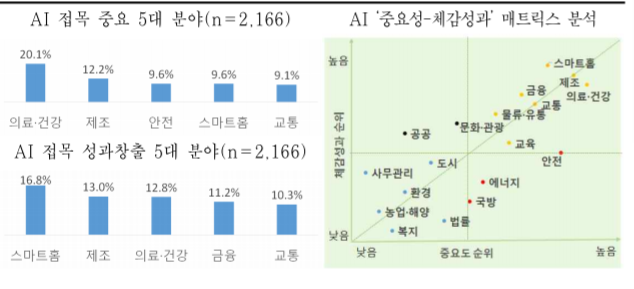 AI 접목 중요 5대 분야(n=2,166)
20.1%
12.2%
9.6%
9.6%
9.1%
의료·건강
제조
안전
스마트홈
교통
AI 접목 성과창출 5대 분야(n=2,166)
16.8%
13.0%
12.8%
11.2%
10.3%
스마트홈
제조
의료·건강
금융
교통
AI ‘중요성-체감성과’ 매트릭스 분석
높음
체감성과 순위
낮음
스마트홈
제조
금융
의료·건강
교통
물류·유통
문화·관광
공공
교육
안전
도시
사무관리
에너지
환경
국방
농업·해양
법률
복지
낮음
중요도 순위
높음